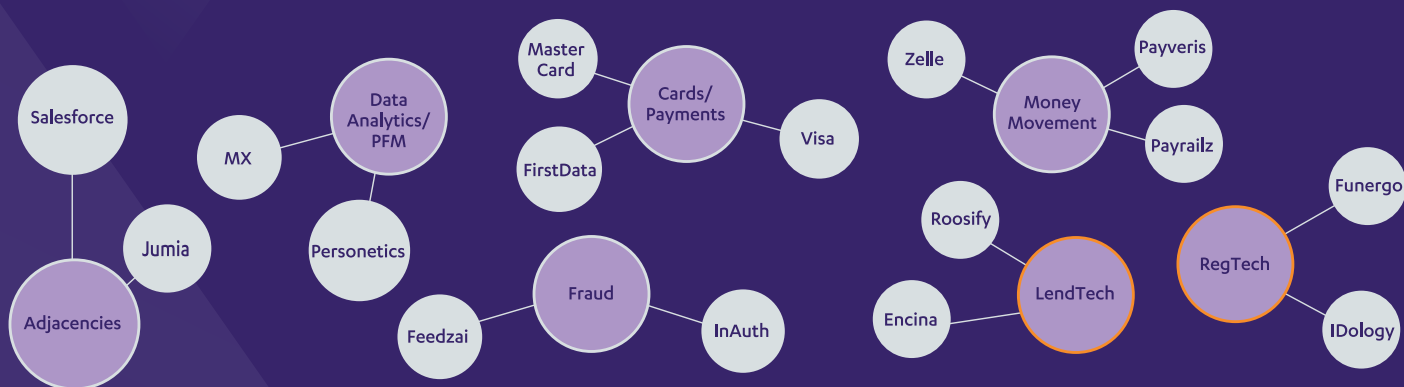 Salesforce
Jumia
Adjacencies
MX
Data
Analytics/
PFM
Personetics
Master
Card
Cards/
Payments
FirstData
Visa
Feedzai
Fraud
InAuth
Zelle
Money
Movement
Payveris
Payrailz
Roosify
LendTech
Encina
RegTech
Funergo
IDology